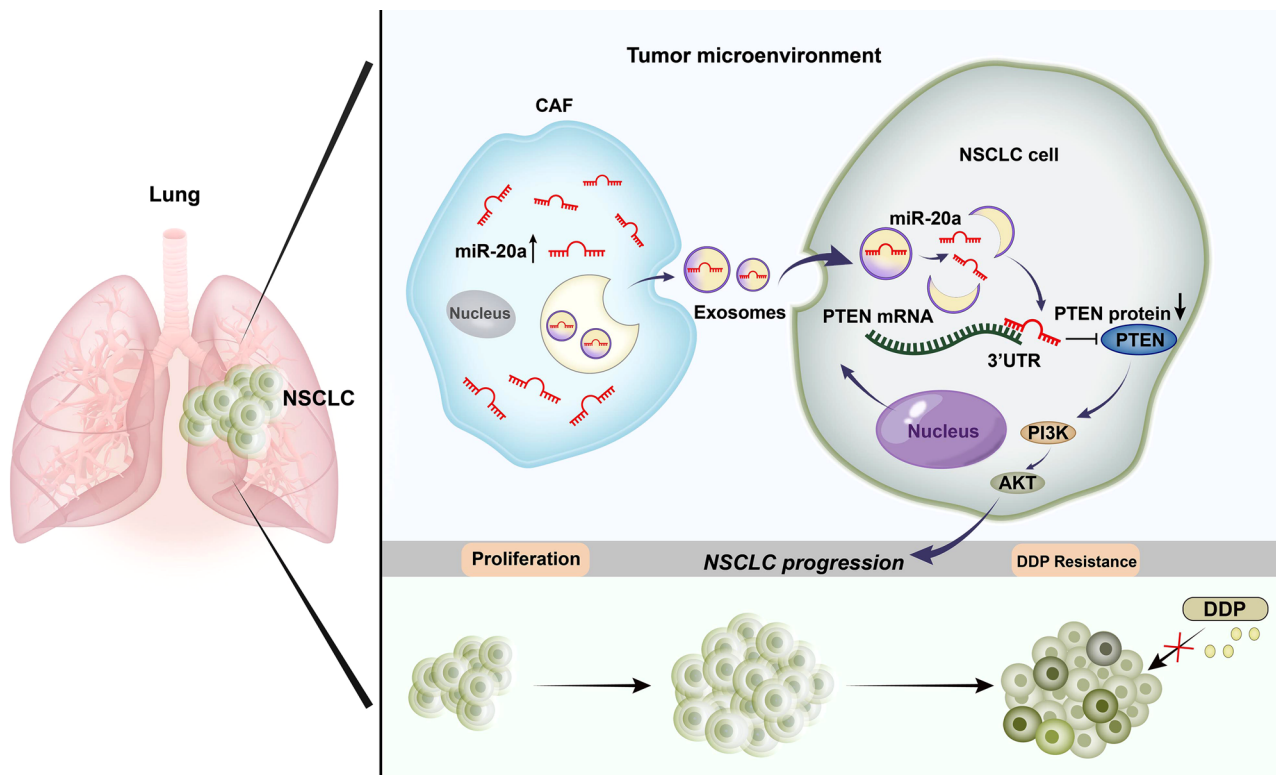 Lung
NSCLC
Tumor microenvironment
CAF
miR-20a
Nucleus
Exosomes
NSCLC cell
miR-20a
PTEN mRNA
3’UTR
PTEN protein
PTEN
Nucleus
PI3K
AKT
Proliferation
NSCLC progression
DDP Resistance
DDP